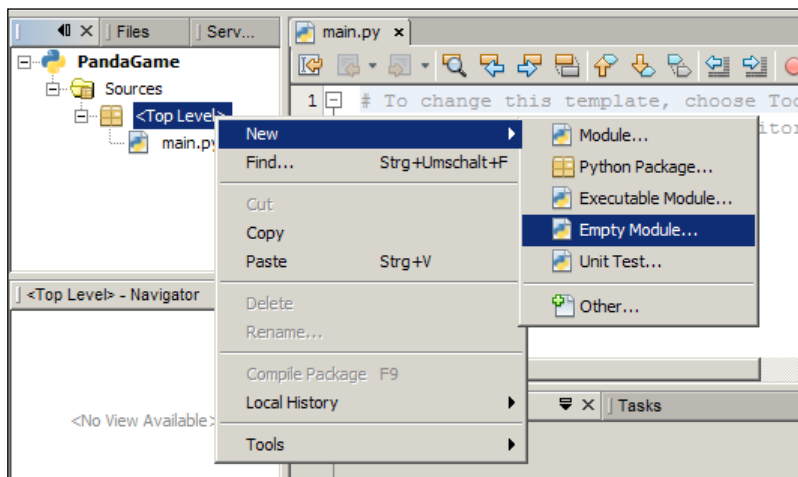 Files
Serv...
main.py
PandaGame
Sources
<Top Level>
main.py
1 # To change this template, choose Too
itor
New
Find... Strg+Umschalt+F
Cut
Copy
Paste Strg+V
Delete
Rename...
Compile Package F9
Local History
Tools
Module...
Python Package...
Executable Module...
Empty Module...
Unit Test...
Other...
<Top Level> - Navigator
<No View Available>
Tasks